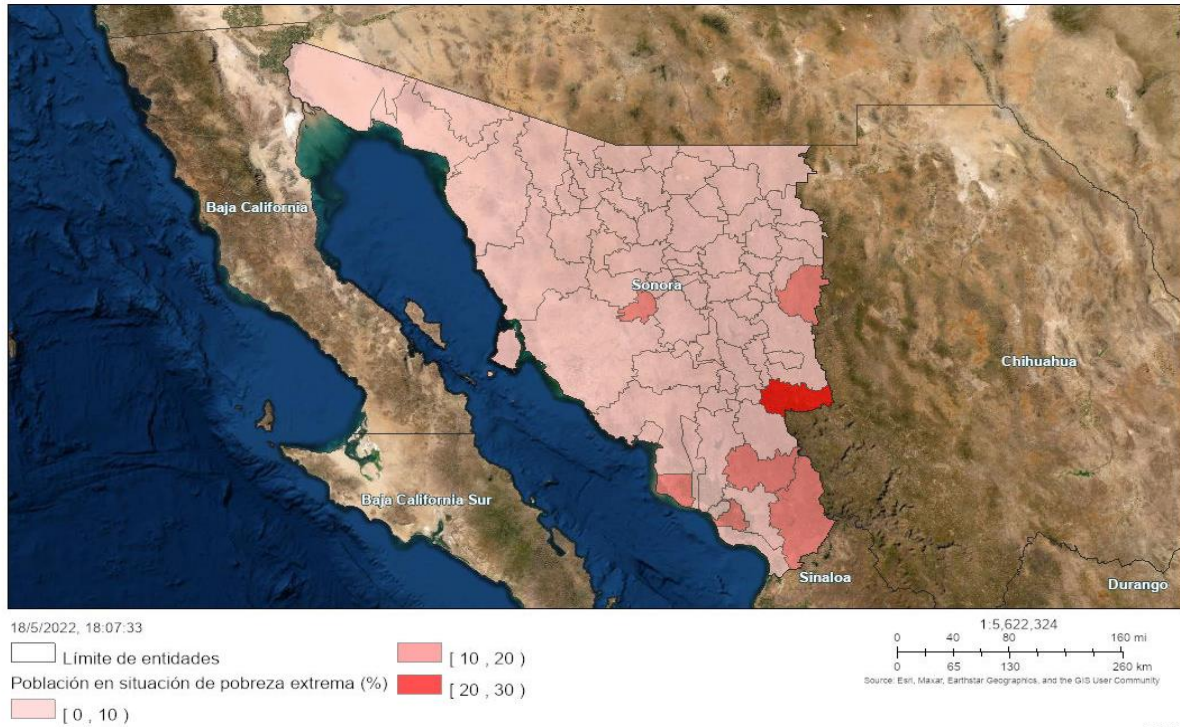 Baja California
Sonora
Chihuahua
Baja California Sur
Sinaloa
Durango
18/5/2022, 18:07:33
Límite de entidades
Población en situación de pobreza extrema (%)
[ 0 , 10 )
[ 10 , 20 )
[ 20 , 30 )
1:5,622,324
0 40 80 160 mi
0 65 130 260 km
Source: Esri, Maxar, Earthstar Geographics, and the GIS User Community